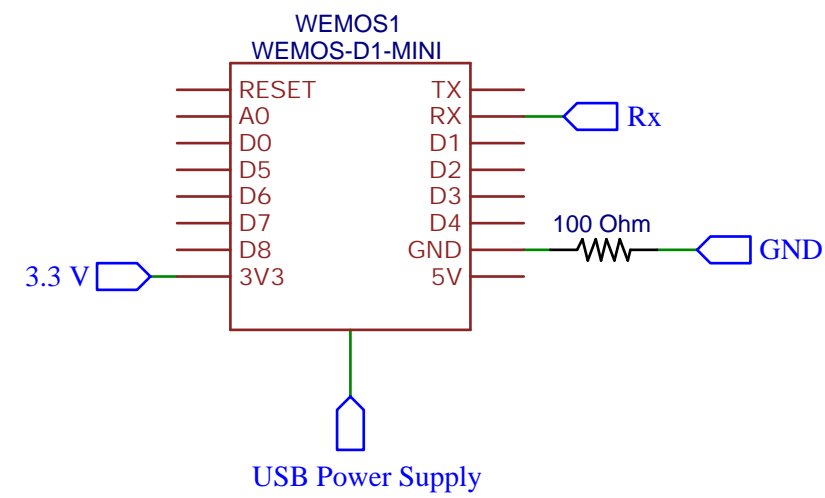 WEMOS1
WEMOS-D1-MINI
RESET TX
A0 RX Rx
D0 D1
D5 D2
D6 D3
D7 D4 100 Ohm
D8 GND GND
3.3 V 3V3 5V
USB Power Supply